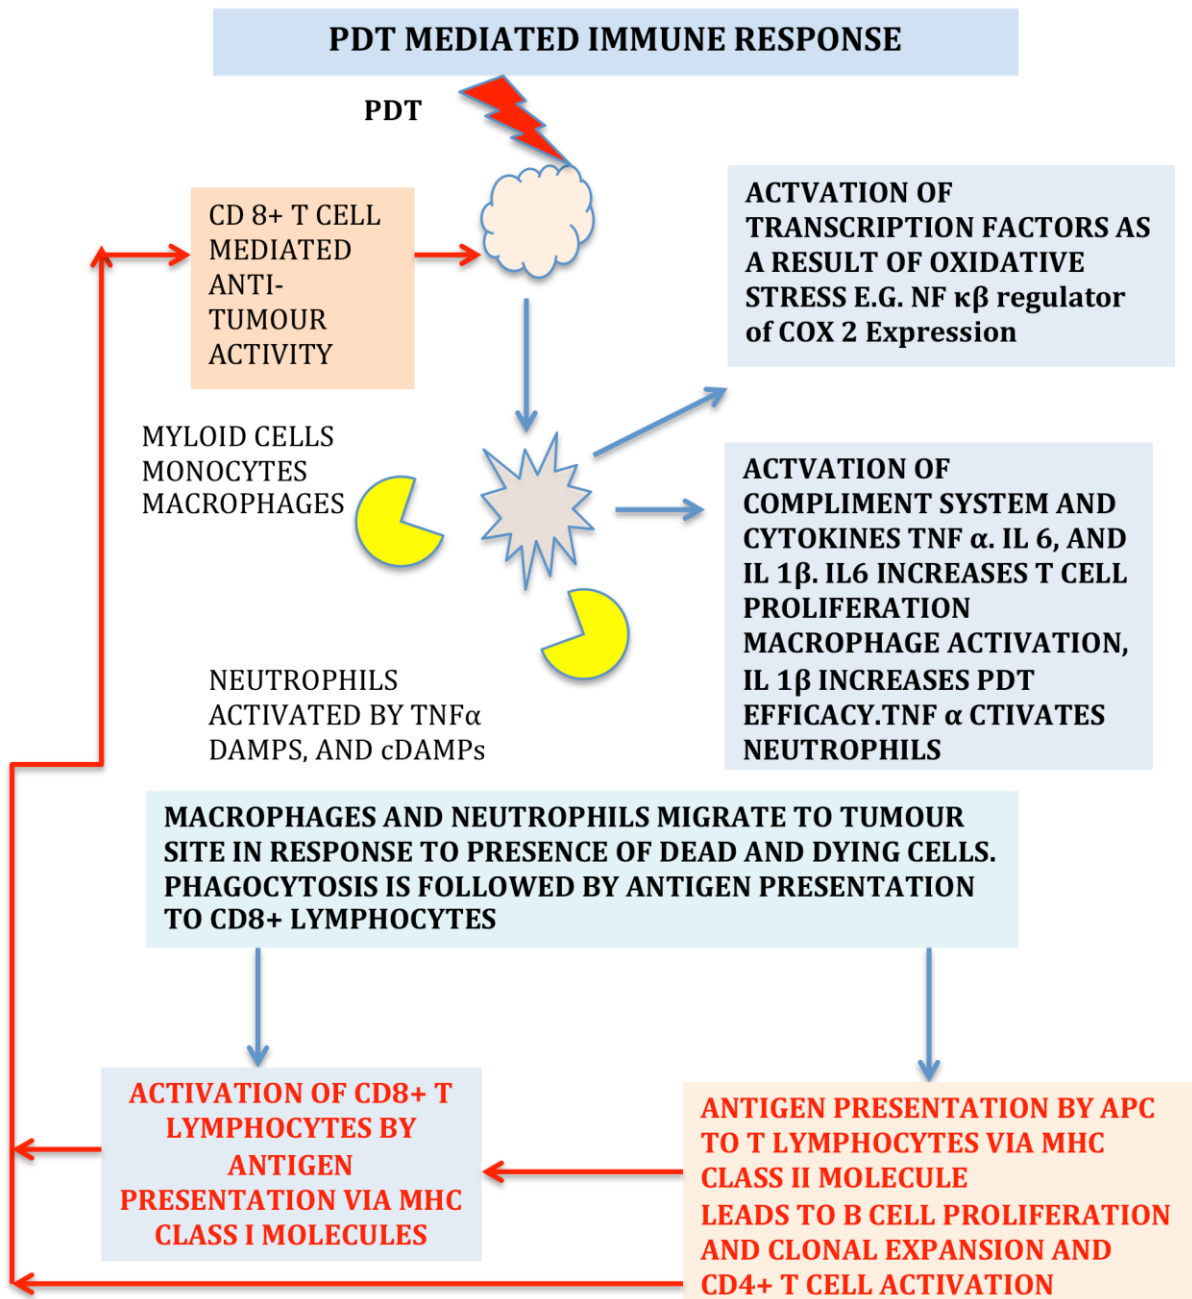 PDT MEDIATED IMMUNE RESPONSE
PDT
CD 8+ T CELL
MEDIATED
ANTI-
TUMOUR
ACTIVITY
ACTVATION OF
TRANSCRIPTION FACTORS AS
A RESULT OF OXIDATIVE
STRESS E.G. NF κβ regulator
of COX 2 Expression
MYLOID CELLS
MONOCYTES
MACROPHAGES
ACTVATION OF
COMPLIMENT SYSTEM AND
CYTOKINES TNF α. IL 6, AND
IL 1β. IL6 INCREASES T CELL
PROLIFERATION
MACROPHAGE ACTIVATION,
IL 1β INCREASES PDT
EFFICACY.TNF α CTIVATES
NEUTROPHILS
NEUTROPHILS
ACTIVATED BY TNFα
DAMPS, AND cDAMPs
MACROPHAGES AND NEUTROPHILS MIGRATE TO TUMOUR
SITE IN RESPONSE TO PRESENCE OF DEAD AND DYING CELLS.
PHAGOCYTOSIS IS FOLLOWED BY ANTIGEN PRESENTATION
TO CD8+ LYMPHOCYTES
ACTIVATION OF CD8+ T
LYMPHOCYTES BY
ANTIGEN
PRESENTATION VIA MHC
CLASS I MOLECULES
ANTIGEN PRESENTATION BY APC
TO T LYMPHOCYTES VIA MHC
CLASS II MOLECULE
LEADS TO B CELL PROLIFERATION
AND CLONAL EXPANSION AND
CD4+ T CELL ACTIVATION